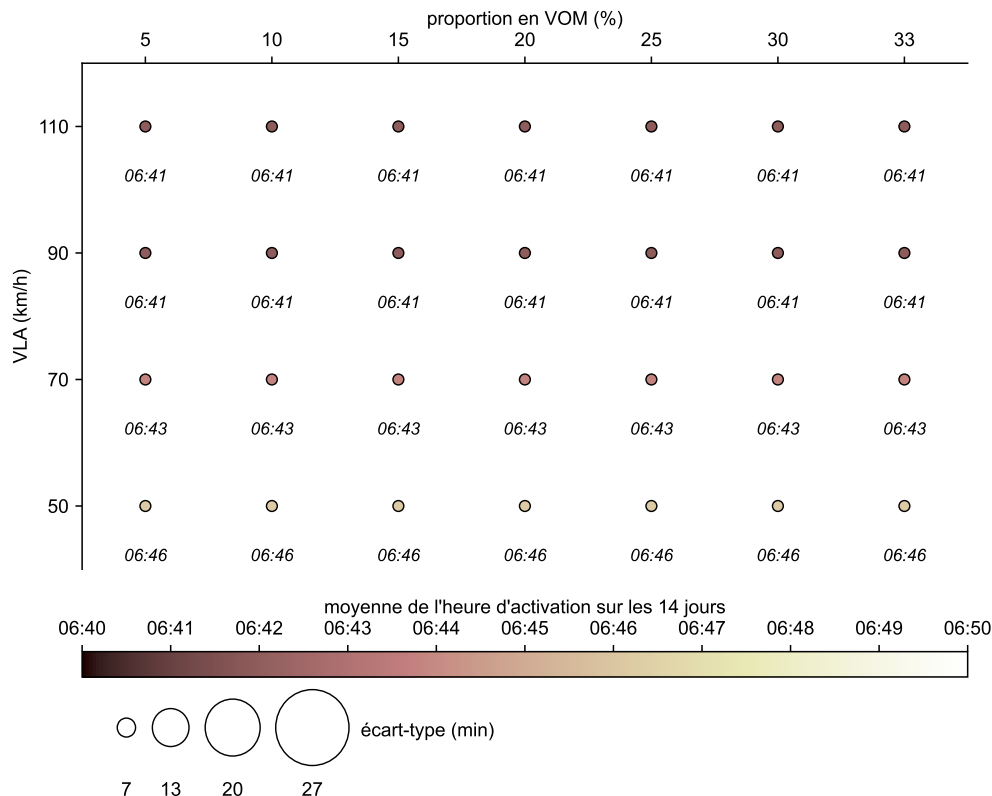 proportion en VOM (%)
5 10 15 20 25 30 33
110
06:41 06:41 06:41 06:41 06:41 06:41 06:41
90
06:41 06:41 06:41 06:41 06:41 06:41 06:41
VLA (km/h)
70
06:43 06:43 06:43 06:43 06:43 06:43 06:43
50
06:46 06:46 06:46 06:46 06:46 06:46 06:46
moyenne de l'heure d'activation sur les 14 jours
06:40 06:41 06:42 06:43 06:44 06:45 06:46 06:47 06:48 06:49 06:50
écart-type (min)
7 13 20 27